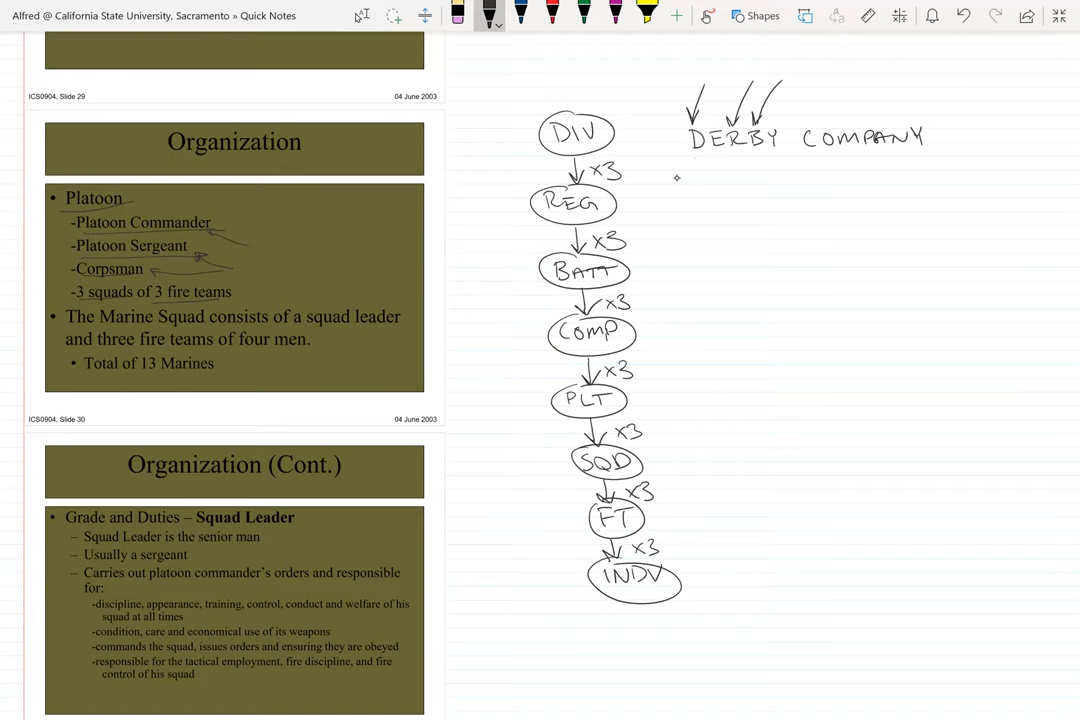 Alfred @ California State University, Sacramento » Quick Notes
Shapes
ICS0904, Slide 29
04 June 2003
Organization
• Platoon
-Platoon Commander
-Platoon Sergeant
-Corpsman
-3 squads of 3 fire teams
• The Marine Squad consists of a squad leader
and three fire teams of four men.
• Total of 13 Marines
ICS0904, Slide 30
04 June 2003
Organization (Cont.)
• Grade and Duties – Squad Leader
– Squad Leader is the senior man
– Usually a sergeant
– Carries out platoon commander's orders and responsible
for:
-discipline, appearance, training, control, conduct and welfare of his
squad at all times
-condition, care and economical use of its weapons
-commands the squad, issues orders and ensuring they are obeyed
-responsible for the tactical employment, fire discipline, and fire
control of his squad
DIV
x3
REG
x3
BATT
x3
COMP
x3
PLT
x3
SQD
x3
FT
x3
INDV
DERBY COMPANY